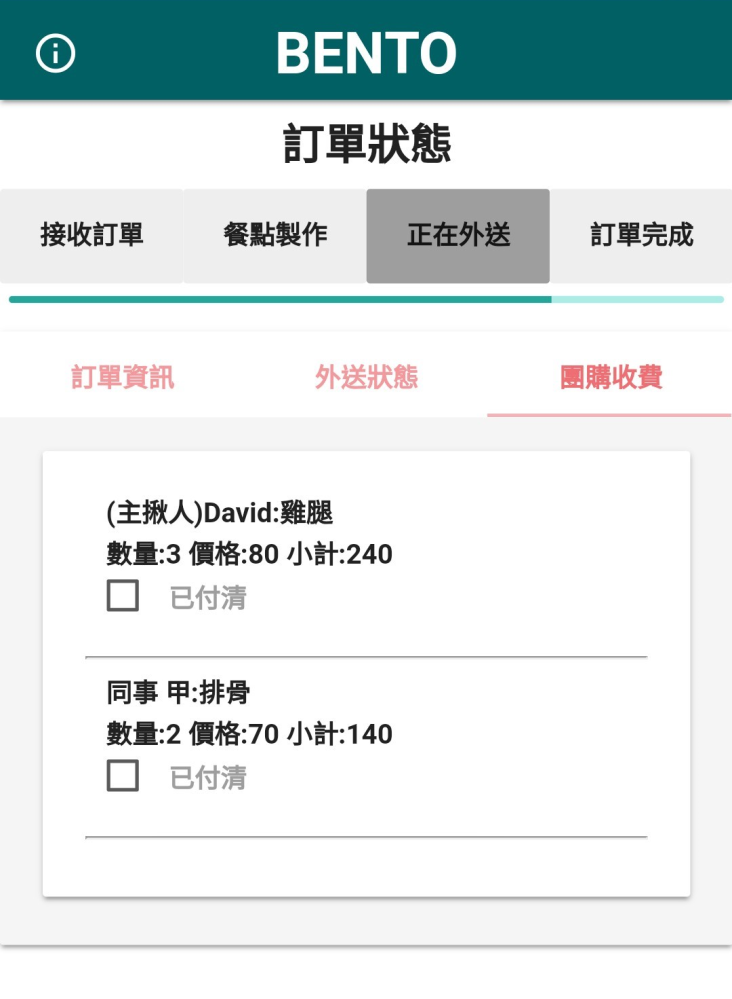 BENTO
訂單狀態
接收訂單 餐點製作 正在外送 訂單完成
訂單資訊 外送狀態 團購收費
(主揪人)David:雞腿
數量:3 價格:80 小計:240
已付清
同事 甲:排骨
數量:2 價格:70 小計:140
已付清